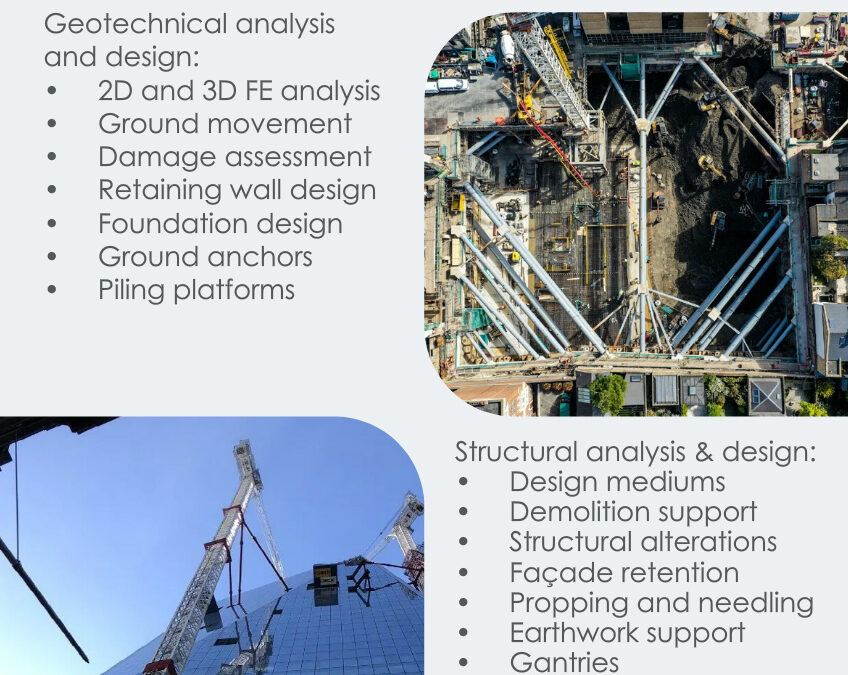 Geotechnical analysis
and design:
• 2D and 3D FE analysis
• Ground movement
• Damage assessment
• Retaining wall design
• Foundation design
• Ground anchors
• Piling platforms
Structural analysis & design:
• Design mediums
• Demolition support
• Structural alterations
• Façade retention
• Propping and needling
• Earthwork support
• Gantries